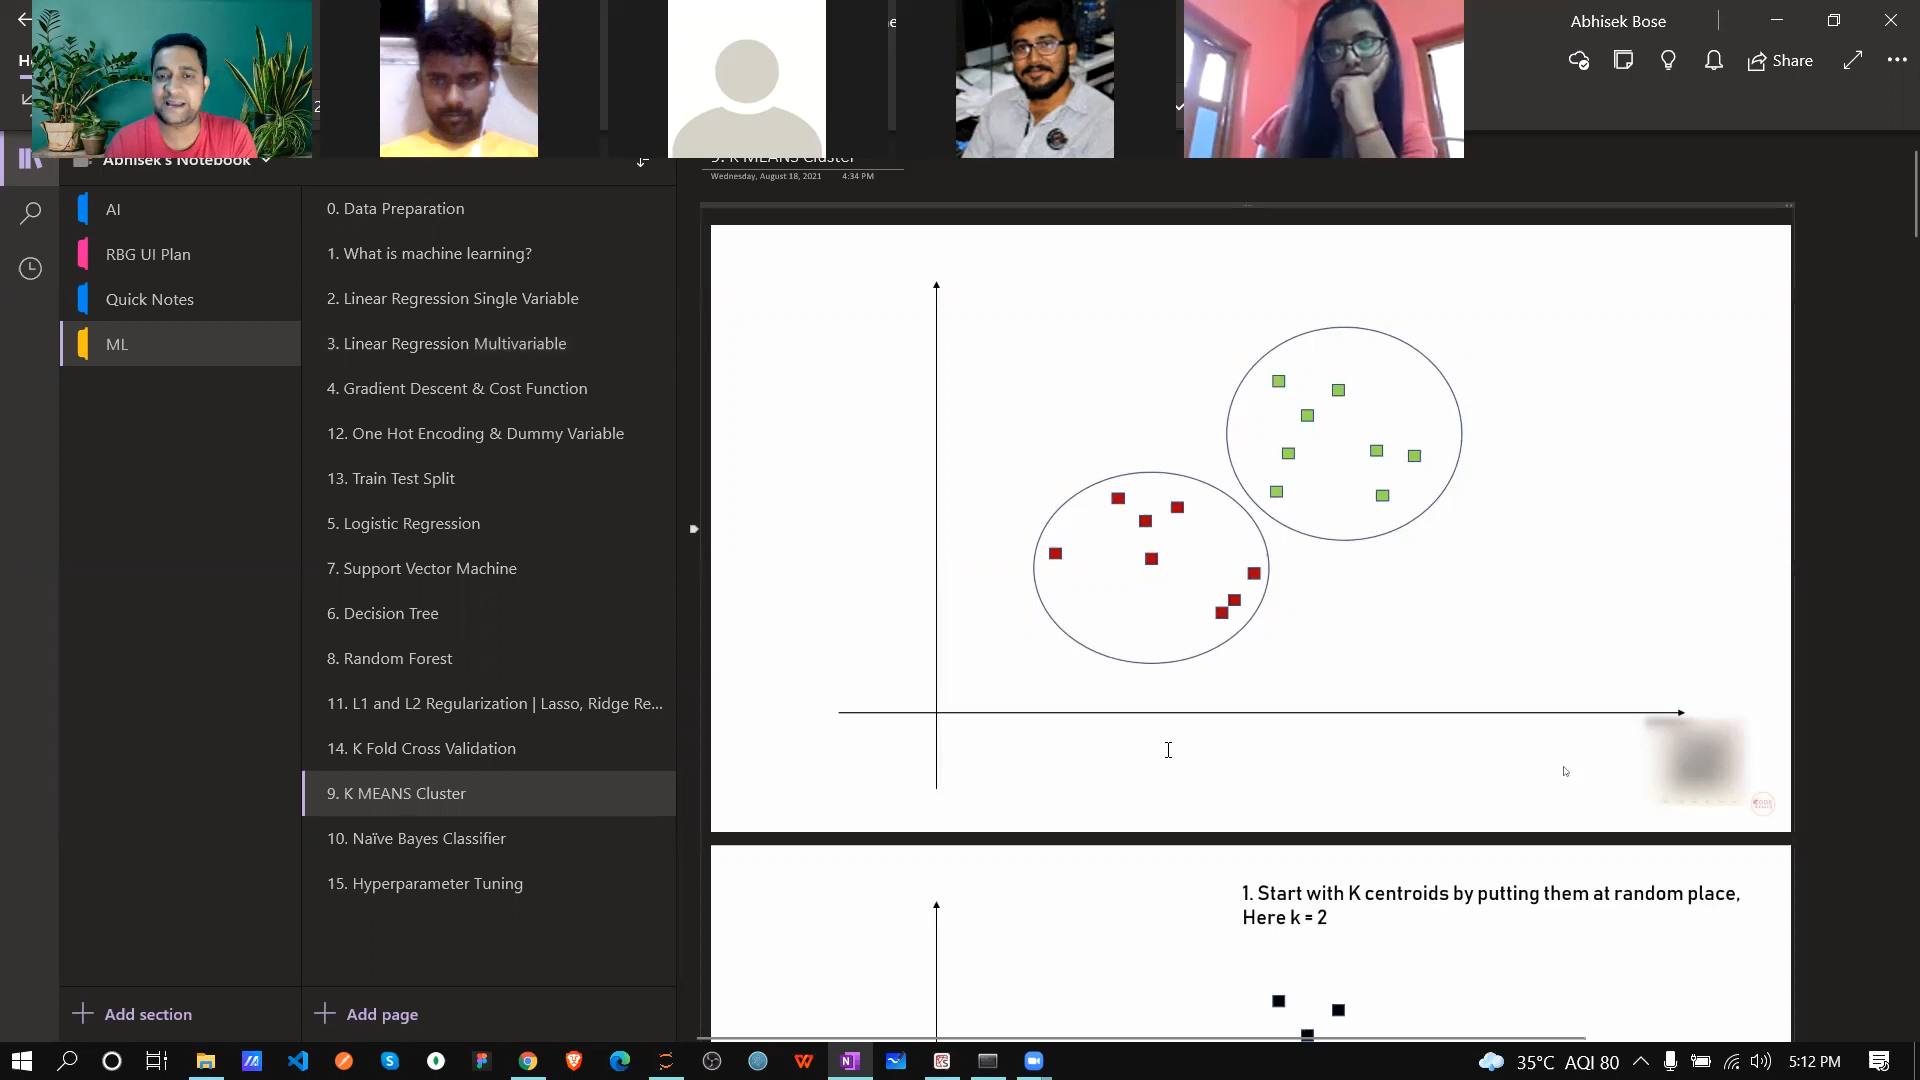 Abhisek Bose
Share
Abhisek's Notebook
9. K MEANS Cluster
Wednesday, August 18, 2021 4:34 PM
AI
RBG UI Plan
Quick Notes
ML
0. Data Preparation
1. What is machine learning?
2. Linear Regression Single Variable
3. Linear Regression Multivariable
4. Gradient Descent & Cost Function
12. One Hot Encoding & Dummy Variable
13. Train Test Split
5. Logistic Regression
7. Support Vector Machine
6. Decision Tree
8. Random Forest
11. L1 and L2 Regularization | Lasso, Ridge Re...
14. K Fold Cross Validation
9. K MEANS Cluster
10. Naïve Bayes Classifier
15. Hyperparameter Tuning
Add section
Add page
1. Start with K centroids by putting them at random place,
Here k = 2
35°C AQI 80
5:12 PM